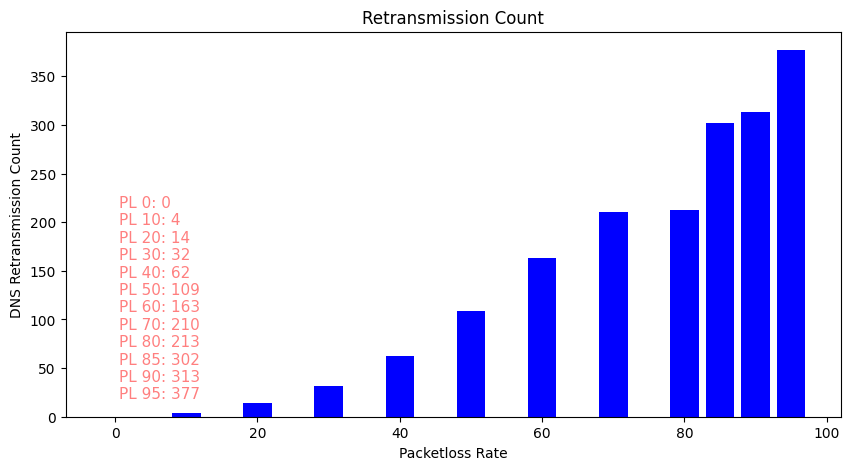 Retransmission Count
DNS Retransmission Count
350
300
250
200
150
100
50
0
PL 0: 0
PL 10: 4
PL 20: 14
PL 30: 32
PL 40: 62
PL 50: 109
PL 60: 163
PL 70: 210
PL 80: 213
PL 85: 302
PL 90: 313
PL 95: 377
0 20 40 60 80 100
Packetloss Rate